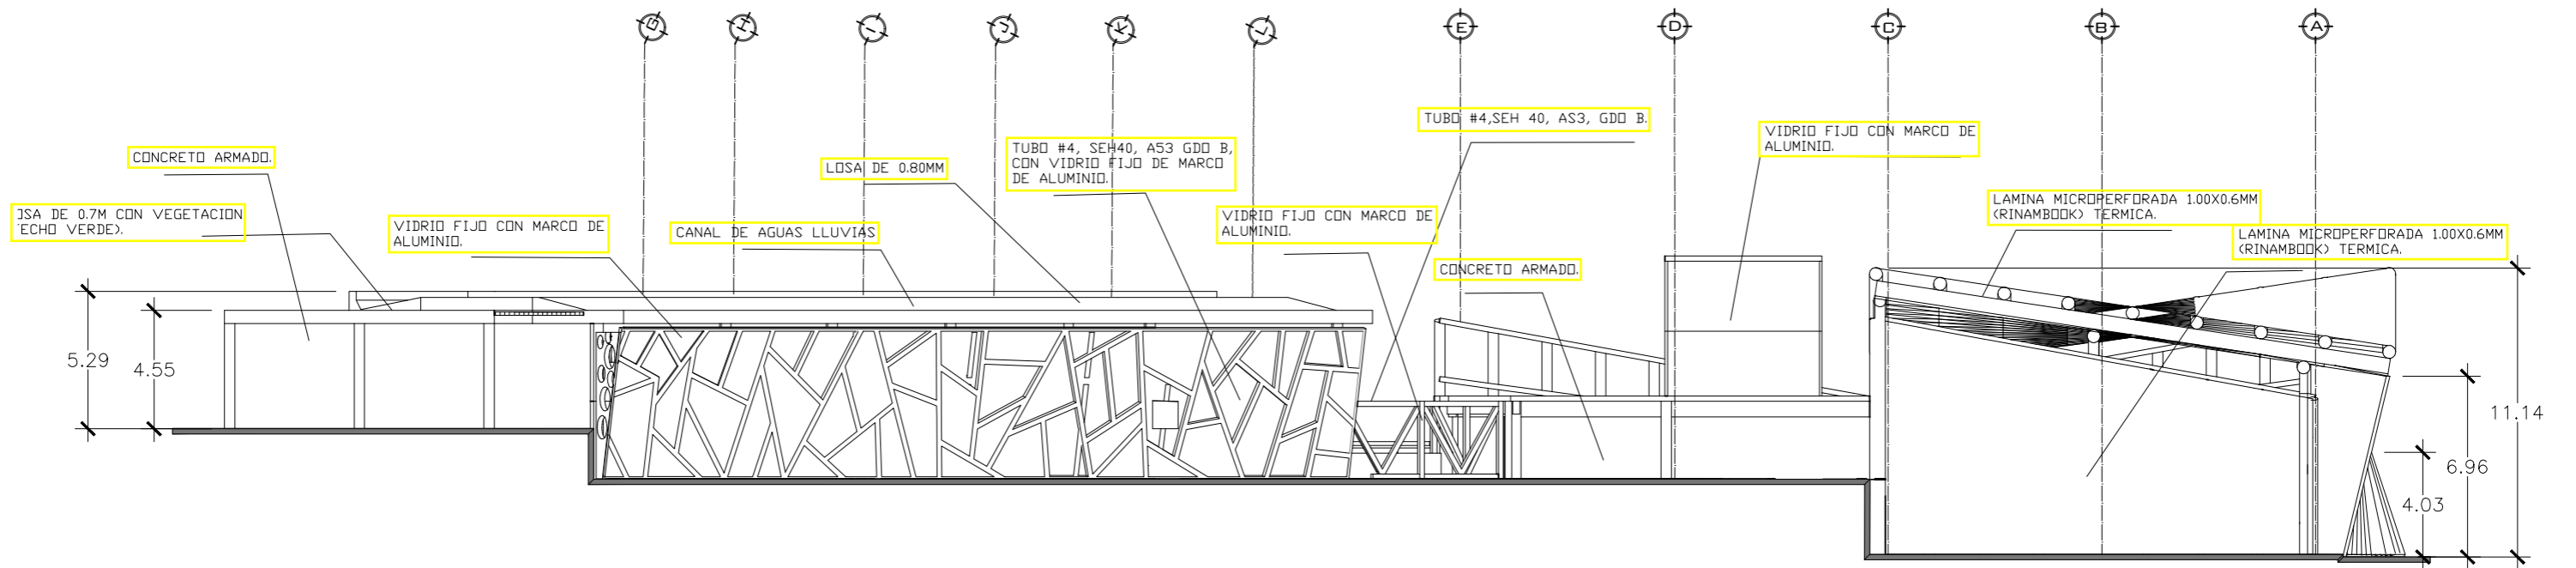 G H I J K L E D C B A
TUBO #4,SEH 40, AS3, GDO B.
VIDRIO FIJO CON MARCO DE
ALUMINIO.
CONCRETO ARMADO.
LOSA DE 0.80MM
TUBO #4, SEH40, A53 GDO B,
CON VIDRIO FIJO DE MARCO
DE ALUMINIO.
LAMINA MICROPERFORADA 1.00X0.6MM
(RINAMBOOK) TERMICA.
DE 0.7M CON VEGETACION
VERDE).
VIDRIO FIJO CON MARCO DE
ALUMINIO.
CANAL DE AGUAS LLUVIAS
VIDRIO FIJO CON MARCO DE
ALUMINIO.
LAMINA MICROPERFORADA 1.00X0.6MM
(RINAMBOOK) TERMICA.
CONCRETO ARMADO.
5.29
4.55
11.14
6.96
4.03